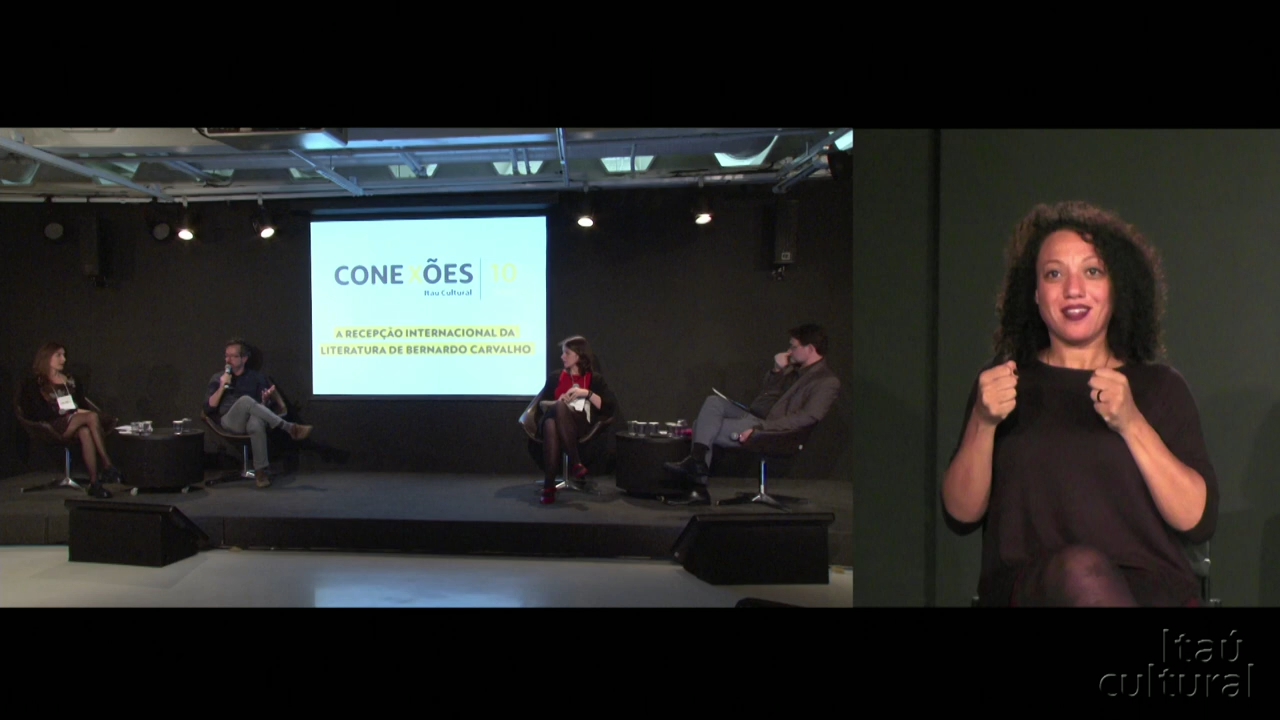 CONEXÕES 10
Itaú Cultural
A RECEPÇÃO INTERNACIONAL DA
LITERATURA DE BERNARDO CARVALHO
Itaú
cultural